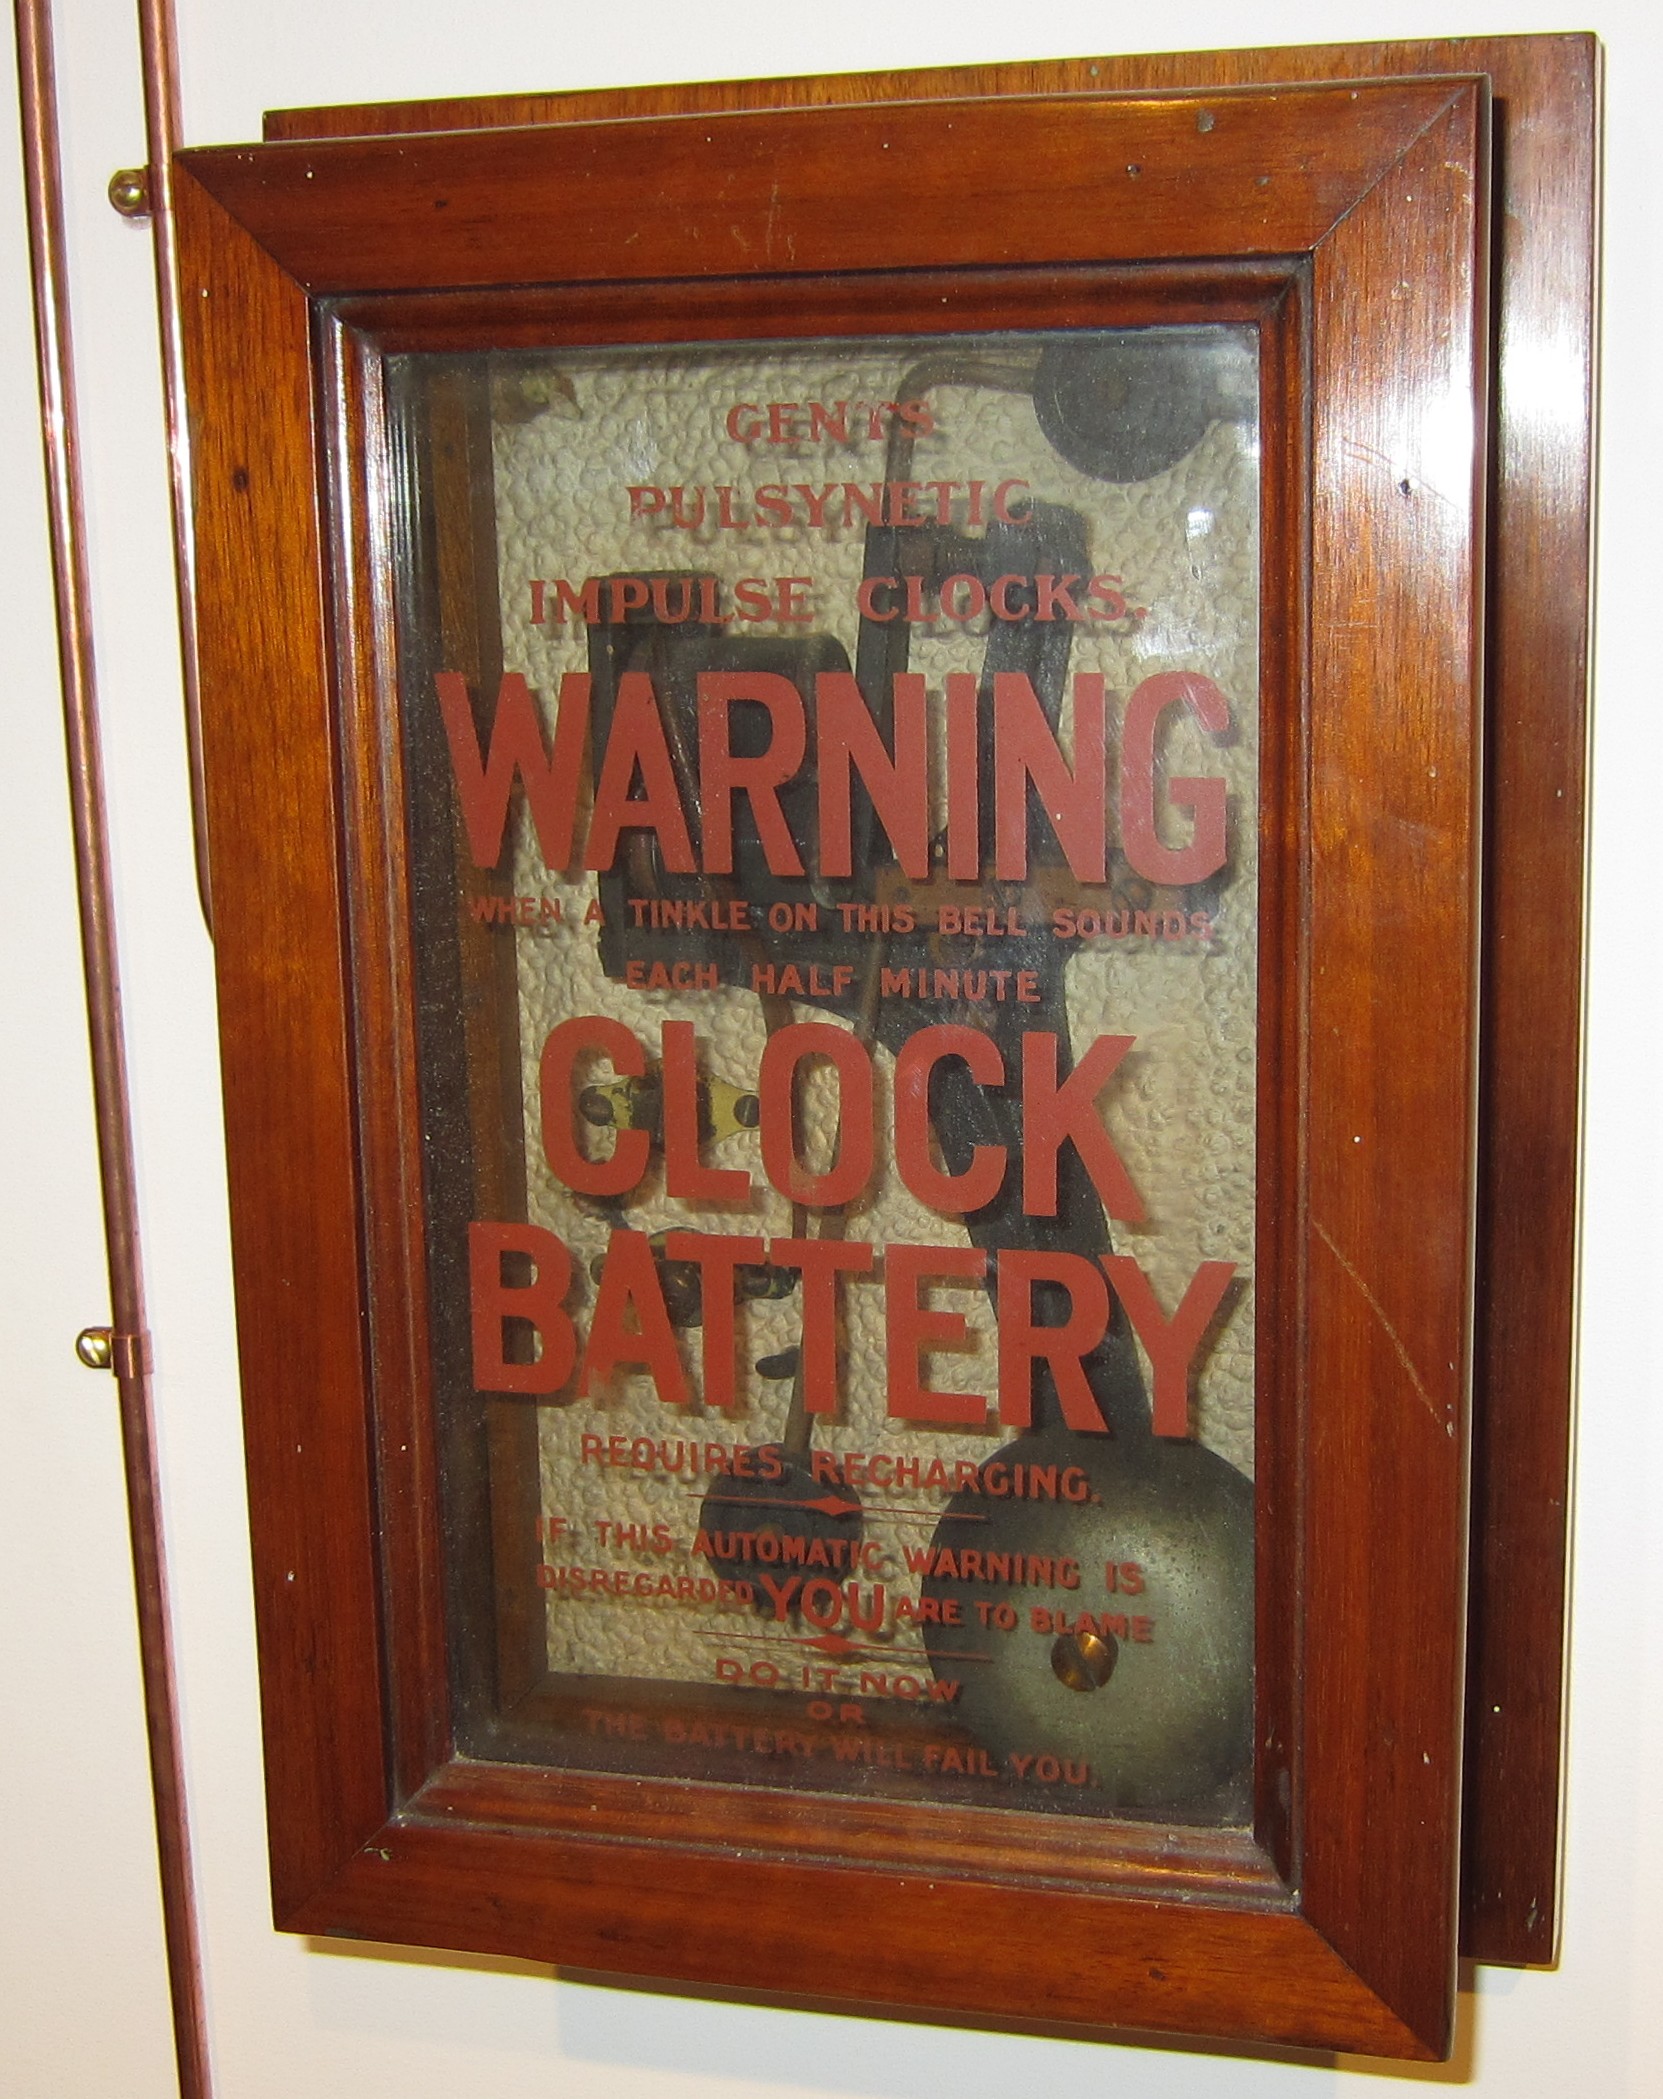 GENTS
PULSYNETIC
IMPULSE CLOCKS.
WARNING
WHEN A TINKLE ON THIS BELL SOUNDS
EACH HALF MINUTE
CLOCK
BATTERY
REQUIRES RECHARGING.
IF THIS AUTOMATIC WARNING IS
DISREGARDED YOU ARE TO BLAME
DO IT NOW
OR
THE BATTERY WILL FAIL YOU.